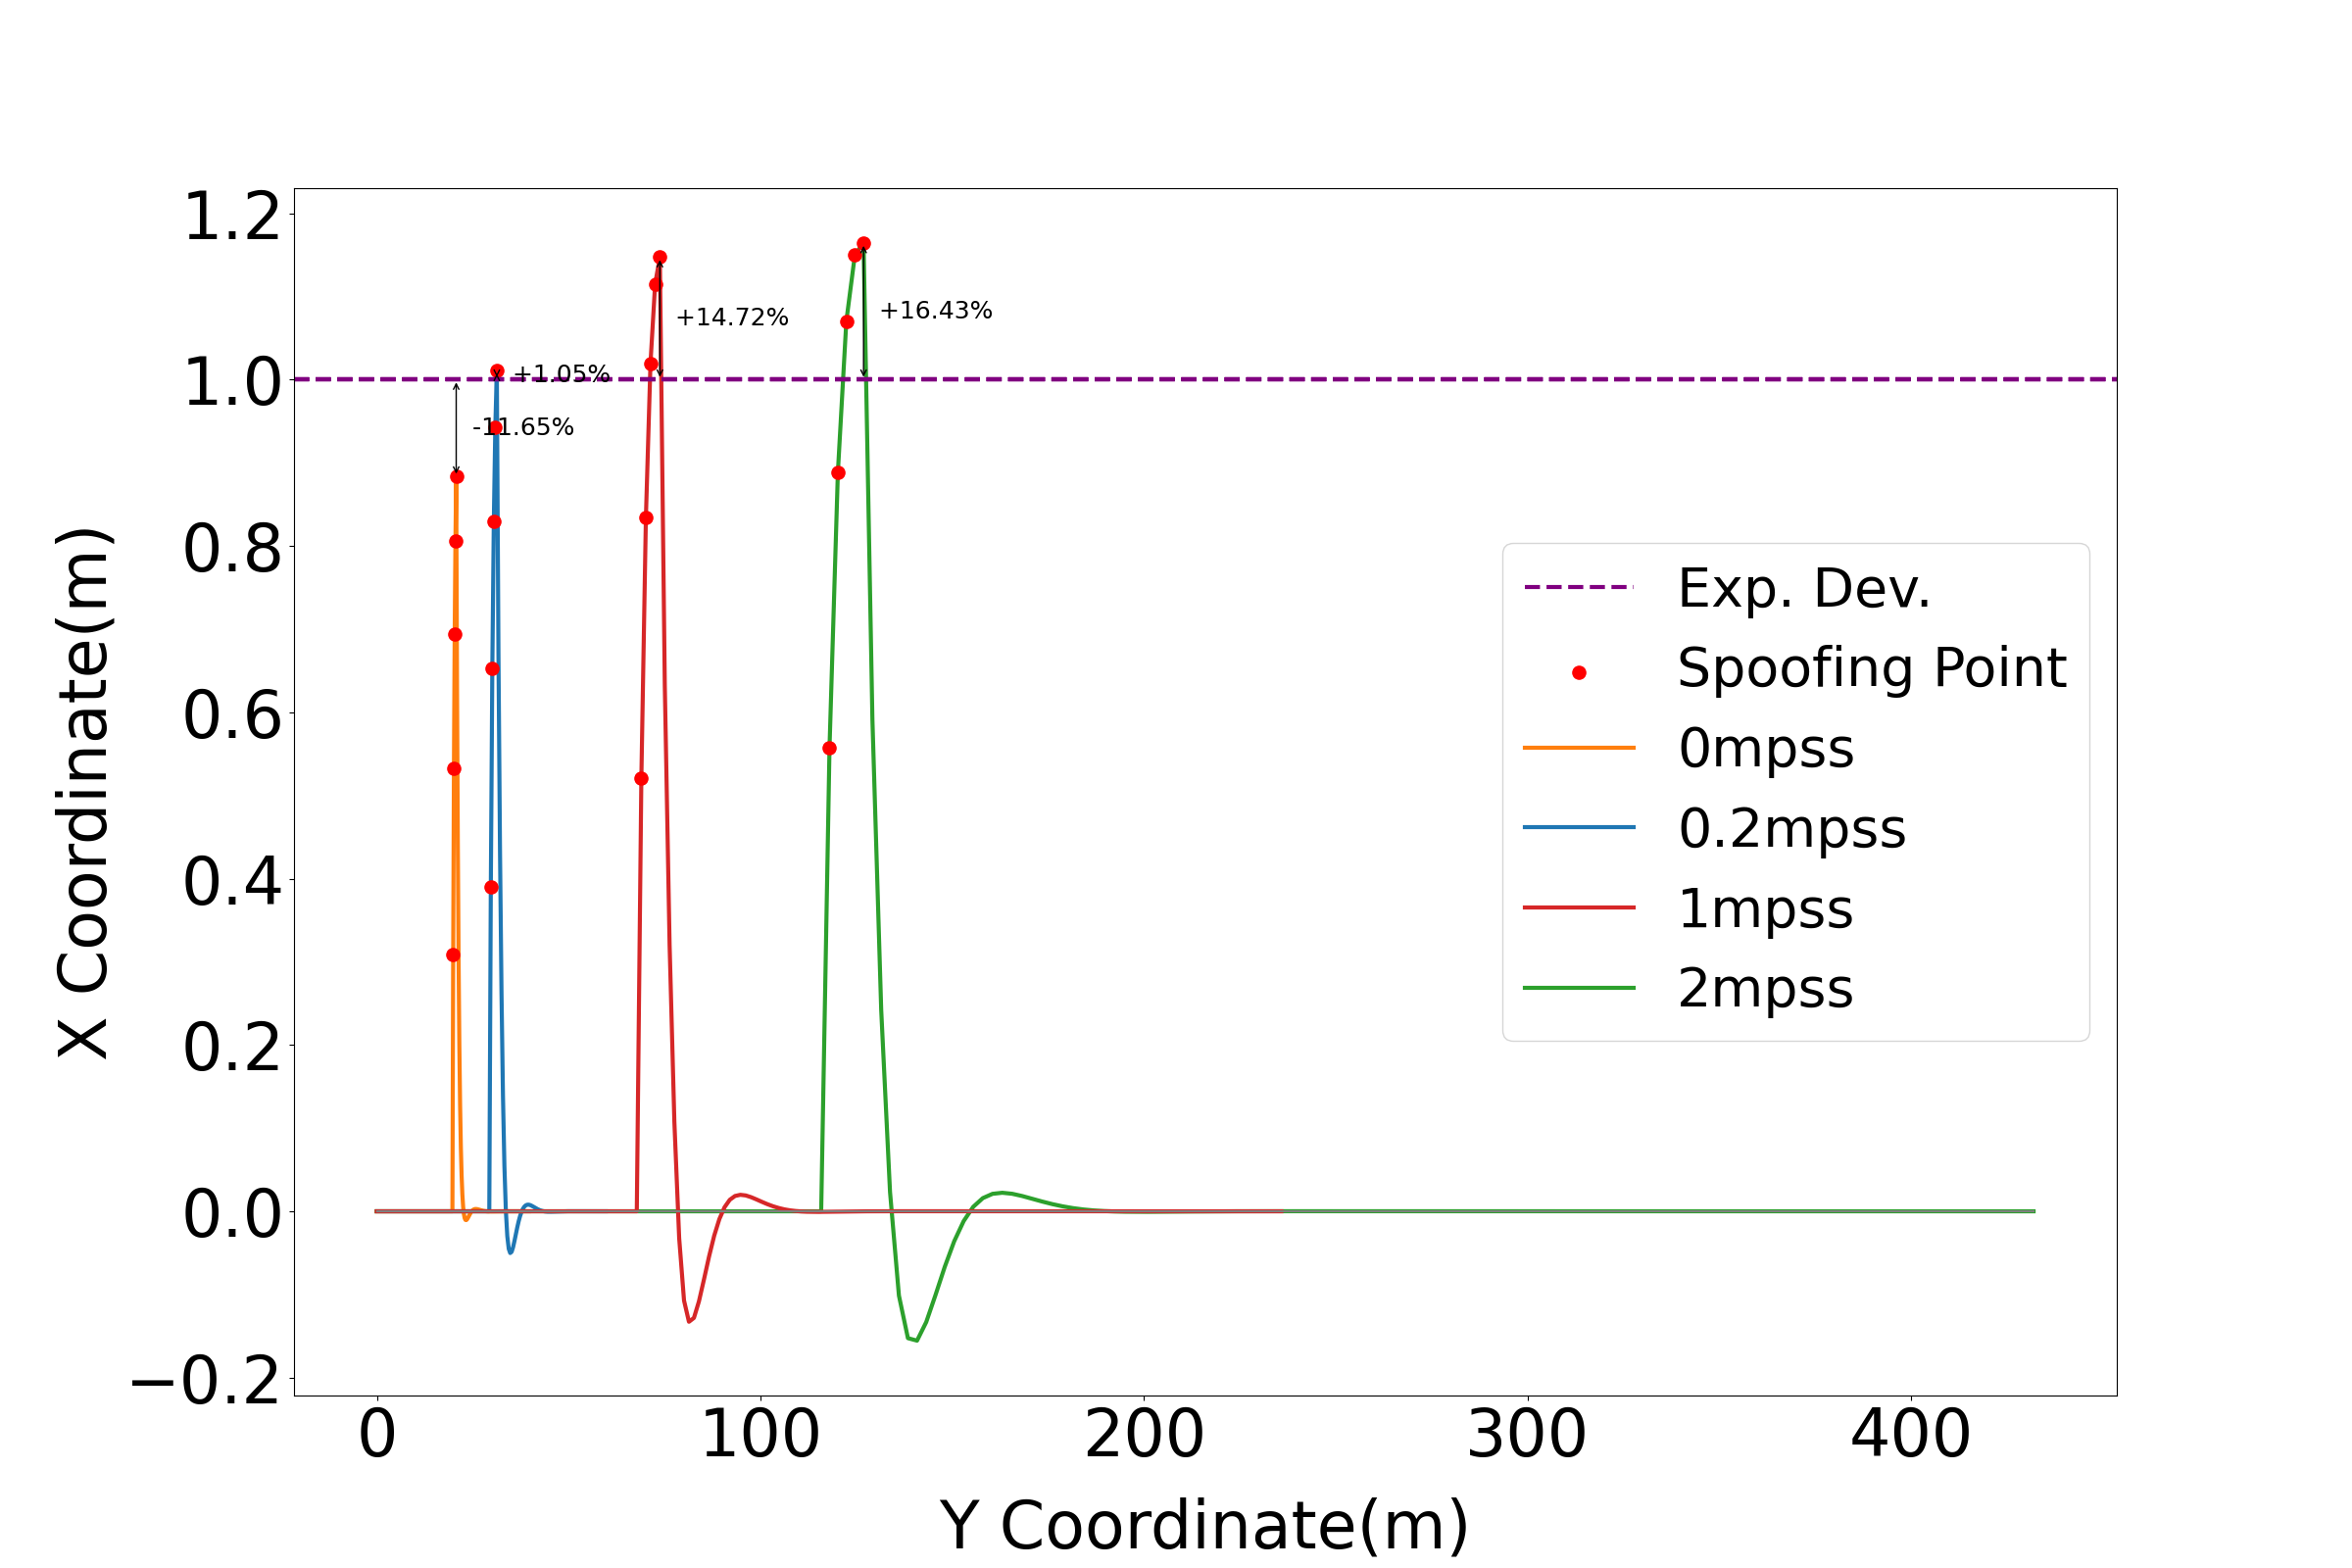 1.2
1.0
0.8
0.6
0.4
0.2
0.0
−0.2
X Coordinate(m)
+16.43%
+14.72%
+1.05%
-11.65%
Exp. Dev.
Spoofing Point
0mpss
0.2mpss
1mpss
2mpss
0 100 200 300 400
Y Coordinate(m)